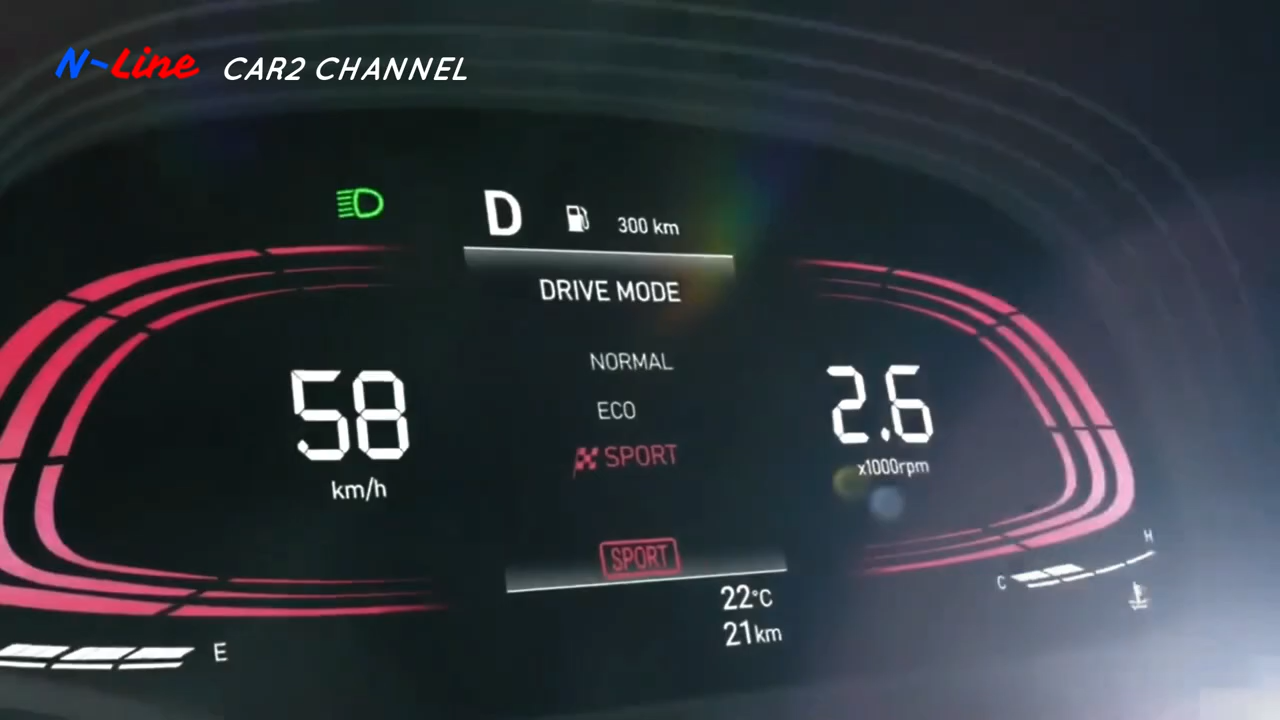 N-Line CAR2 CHANNEL
D 300 km
DRIVE MODE
NORMAL
ECO
SPORT
58
km/h
2.6
x1000rpm
SPORT
22°C
21km
E
C
H